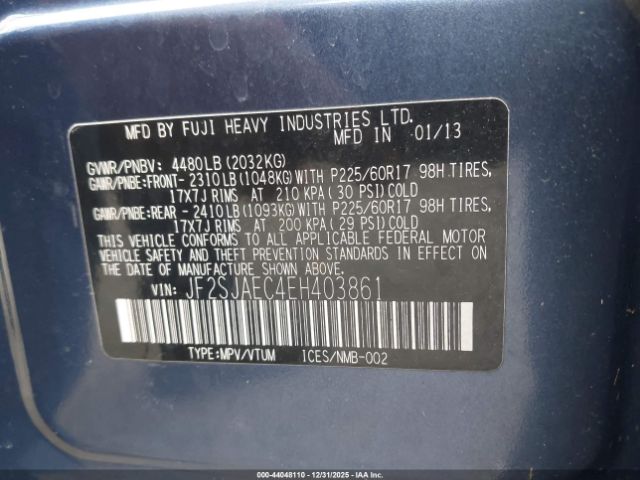 MFD BY FUJI HEAVY INDUSTRIES LTD.
MFD IN 01/13
GVWR/PNBV: 4480LB(2032KG)
GAWR/PNBE:FRONT- 2310LB(1048KG)WITH P225/60R17 98H TIRES,
17X7J RIMS AT 210 KPA(30 PSI)COLD
GAWR/PNBE:REAR - 2410LB(1093KG)WITH P225/60R17 98H TIRES,
17X7J RIMS AT 200 KPA(29 PSI)COLD
THIS VEHICLE CONFORMS TO ALL APPLICABLE FEDERAL MOTOR
VEHICLE SAFETY AND THEFT PREVENTION STANDARDS IN EFFECT ON
THE DATE OF MANUFACTURE SHOWN ABOVE.
VIN: JF2SJAEC4EH403861
TYPE:MPV/VTUM ICES/NMB-002
000-44048110 - 12/31/2025 - Copyright IAA, LLC